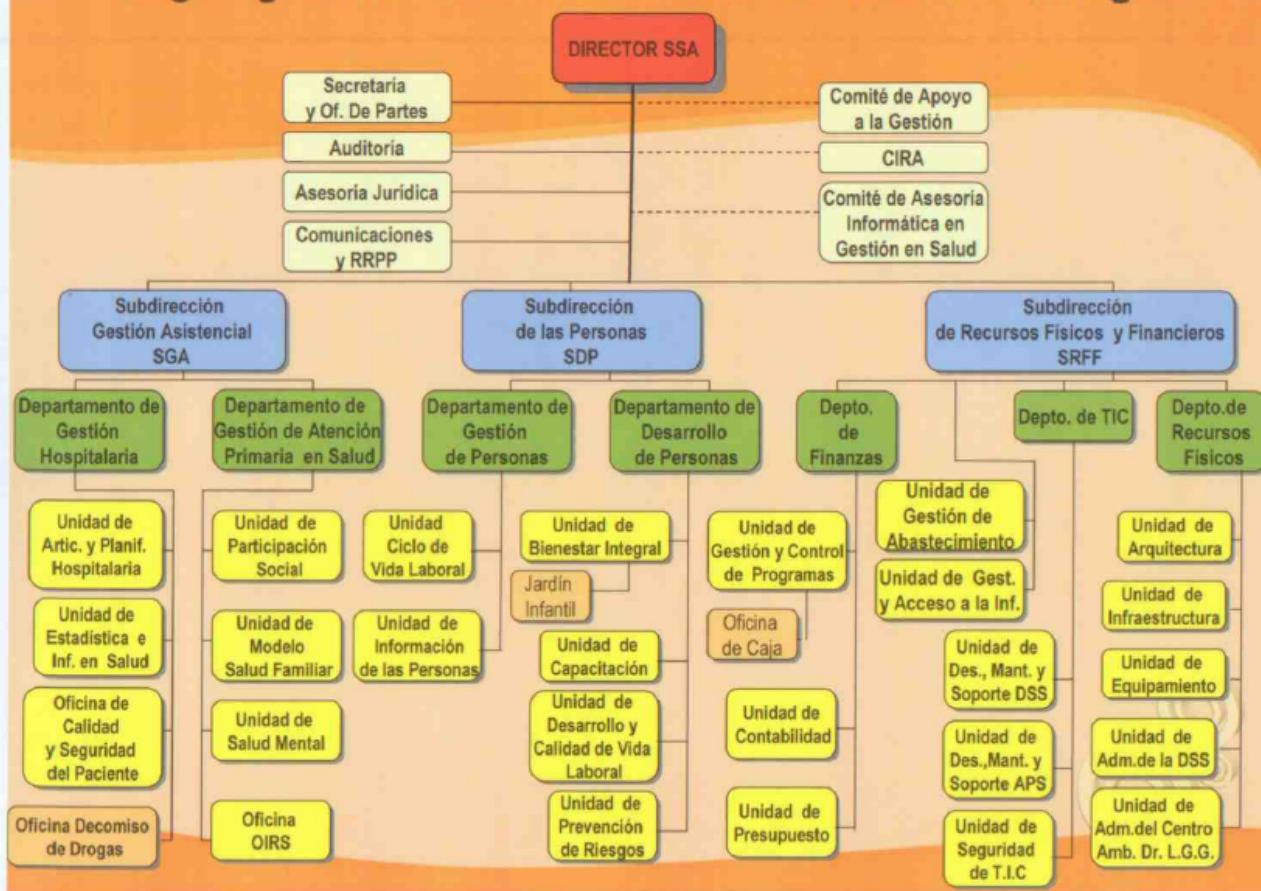 DIRECTOR SSA
Secretaría
y Of. De Partes
Auditoría
Asesoría Jurídica
Comunicaciones
y RRPP
Comité de Apoyo
a la Gestión
CIRA
Comité de Asesoría
Informática en
Gestión en Salud
Subdirección
Gestión Asistencial
SGA
Subdirección
de las Personas
SDP
Subdirección
de Recursos Físicos y Financieros
SRFF
Departamento de
Gestión
Hospitalaria
Departamento de
Gestión de Atención
Primaria en Salud
Departamento de
Gestión
de Personas
Departamento de
Desarrollo
de Personas
Depto.
de
Finanzas
Depto. de TIC
Depto.de
Recursos
Físicos
Unidad de
Artic. y Planif.
Hospitalaria
Unidad de
Estadística e
Inf. en Salud
Oficina de
Calidad
y Seguridad
del Paciente
Oficina Decomiso
de Drogas
Unidad de
Participación
Social
Unidad de
Modelo
Salud Familiar
Unidad de
Salud Mental
Oficina
OIRS
Unidad
Ciclo de
Vida Laboral
Unidad de
Información
de las Personas
Unidad de
Bienestar Integral
Jardín
Infantil
Unidad de
Capacitación
Unidad de
Desarrollo y
Calidad de Vida
Laboral
Unidad de
Prevención
de Riesgos
Unidad de
Gestión y Control
de Programas
Oficina
de Caja
Unidad de
Contabilidad
Unidad de
Presupuesto
Unidad de
Gestión de
Abastecimiento
Unidad de Gest.
y Acceso a la Inf.
Unidad de
Des., Mant. y
Soporte DSS
Unidad de
Des.,Mant. y
Soporte APS
Unidad de
Seguridad
de T.I.C
Unidad de
Arquitectura
Unidad de
Infraestructura
Unidad de
Equipamiento
Unidad de
Adm.de la DSS
Unidad de
Adm.del Centro
Amb. Dr. L.G.G.